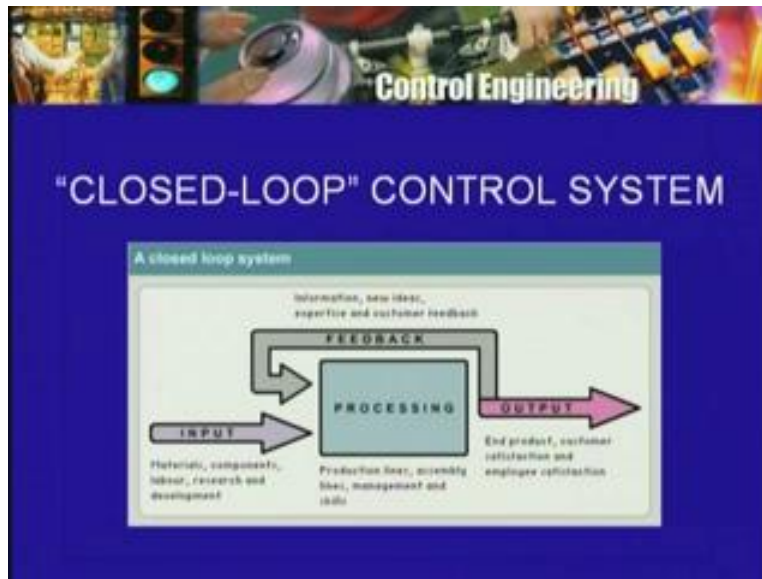 Control Engineering
"CLOSED-LOOP" CONTROL SYSTEM
A closed loop system
Information, new ideas,
expertise and customer feedback
FEEDBACK
PROCESSING
INPUT
OUTPUT
Materials, components,
labour, research and
development
Production lines, assembly
lines, management and
skills
End product, customer
satisfaction and
employee satisfaction